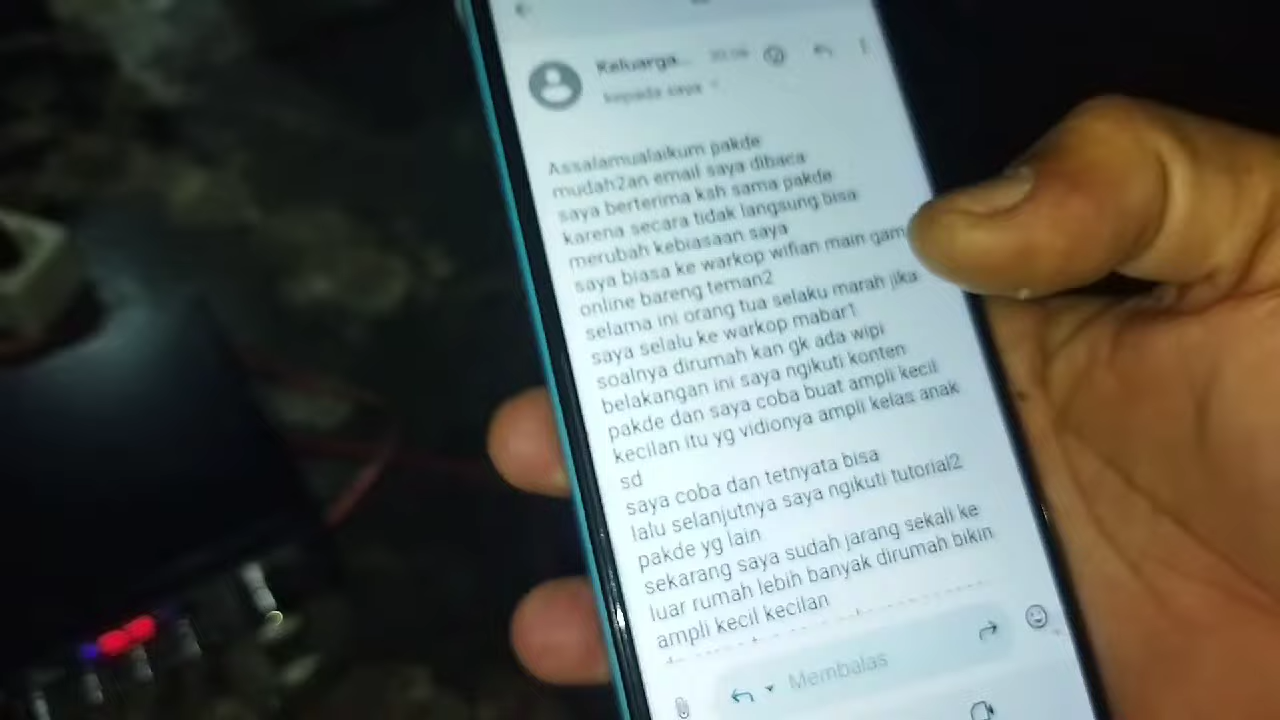 Keluarga...
kepada saya
Assalamualaikum pakde
mudah2an email saya dibaca
saya berterima ksh sama pakde
karena secara tidak langsung bisa
merubah kebiasaan saya
saya biasa ke warkop wifian main gam
online bareng teman2
selama ini orang tua selaku marah jika
saya selalu ke warkop mabar1
soalnya dirumah kan gk ada wipi
belakangan ini saya ngikuti konten
pakde dan saya coba buat ampli kecil
kecilan itu yg vidionya ampli kelas anak
sd
saya coba dan tetnyata bisa
lalu selanjutnya saya ngikuti tutorial2
pakde yg lain
sekarang saya sudah jarang sekali ke
luar rumah lebih banyak dirumah bikin
ampli kecil kecilan
Membalas